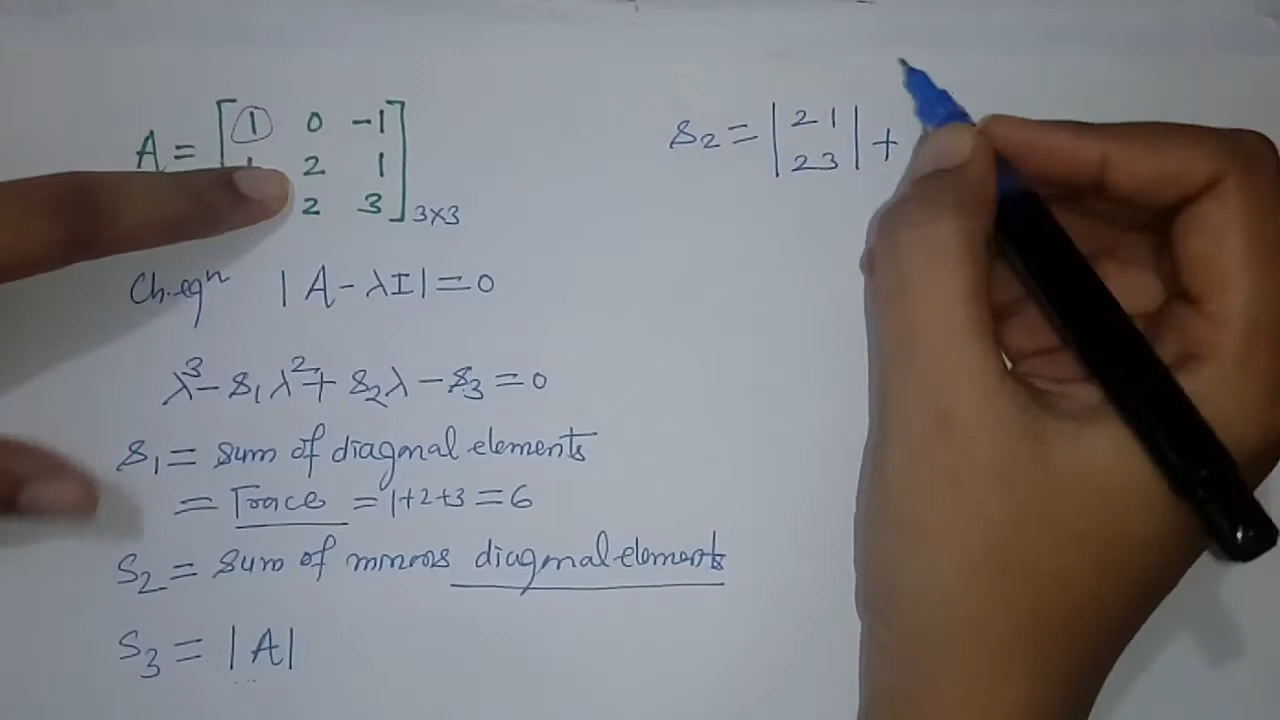 A = [ 1 0 -1
1 2 1
2 3 ] 3×3
Ch.eqⁿ |A - λI| = 0
λ³ - S₁λ² + S₂λ - S₃ = 0
S₁ = sum of diagonal elements
= Trace = 1+2+3 = 6
S₂ = sum of minors diagonal elements
S₃ = |A|
S₂ = | 2 1 | +
| 2 3 |